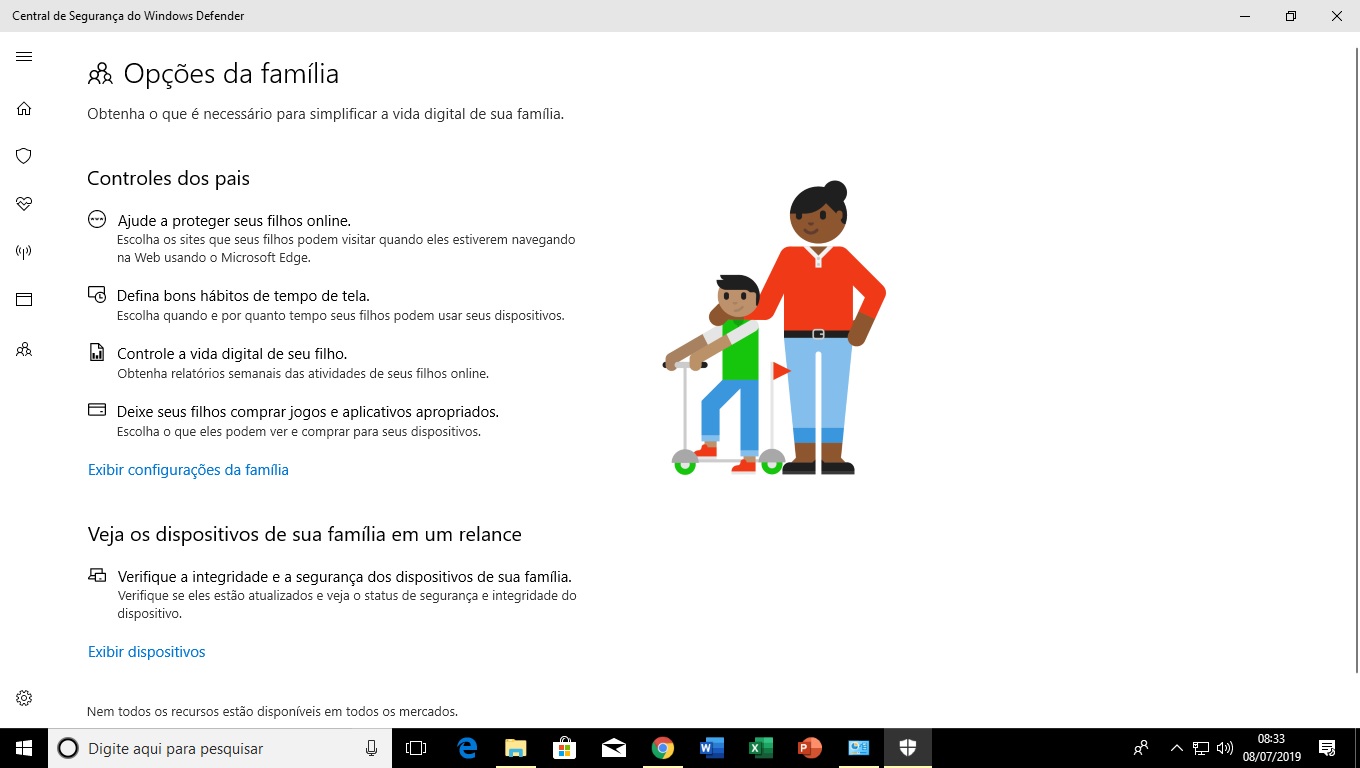 Central de Segurança do Windows Defender
Opções da família
Obtenha o que é necessário para simplificar a vida digital de sua família.
Controles dos pais
Ajude a proteger seus filhos online.
Escolha os sites que seus filhos podem visitar quando eles estiverem navegando
na Web usando o Microsoft Edge.
Defina bons hábitos de tempo de tela.
Escolha quando e por quanto tempo seus filhos podem usar seus dispositivos.
Controle a vida digital de seu filho.
Obtenha relatórios semanais das atividades de seus filhos online.
Deixe seus filhos comprar jogos e aplicativos apropriados.
Escolha o que eles podem ver e comprar para seus dispositivos.
Exibir configurações da família
Veja os dispositivos de sua família em um relance
Verifique a integridade e a segurança dos dispositivos de sua família.
Verifique se eles estão atualizados e veja o status de segurança e integridade do
dispositivo.
Exibir dispositivos
Nem todos os recursos estão disponíveis em todos os mercados.
Digite aqui para pesquisar
08:33
08/07/2019